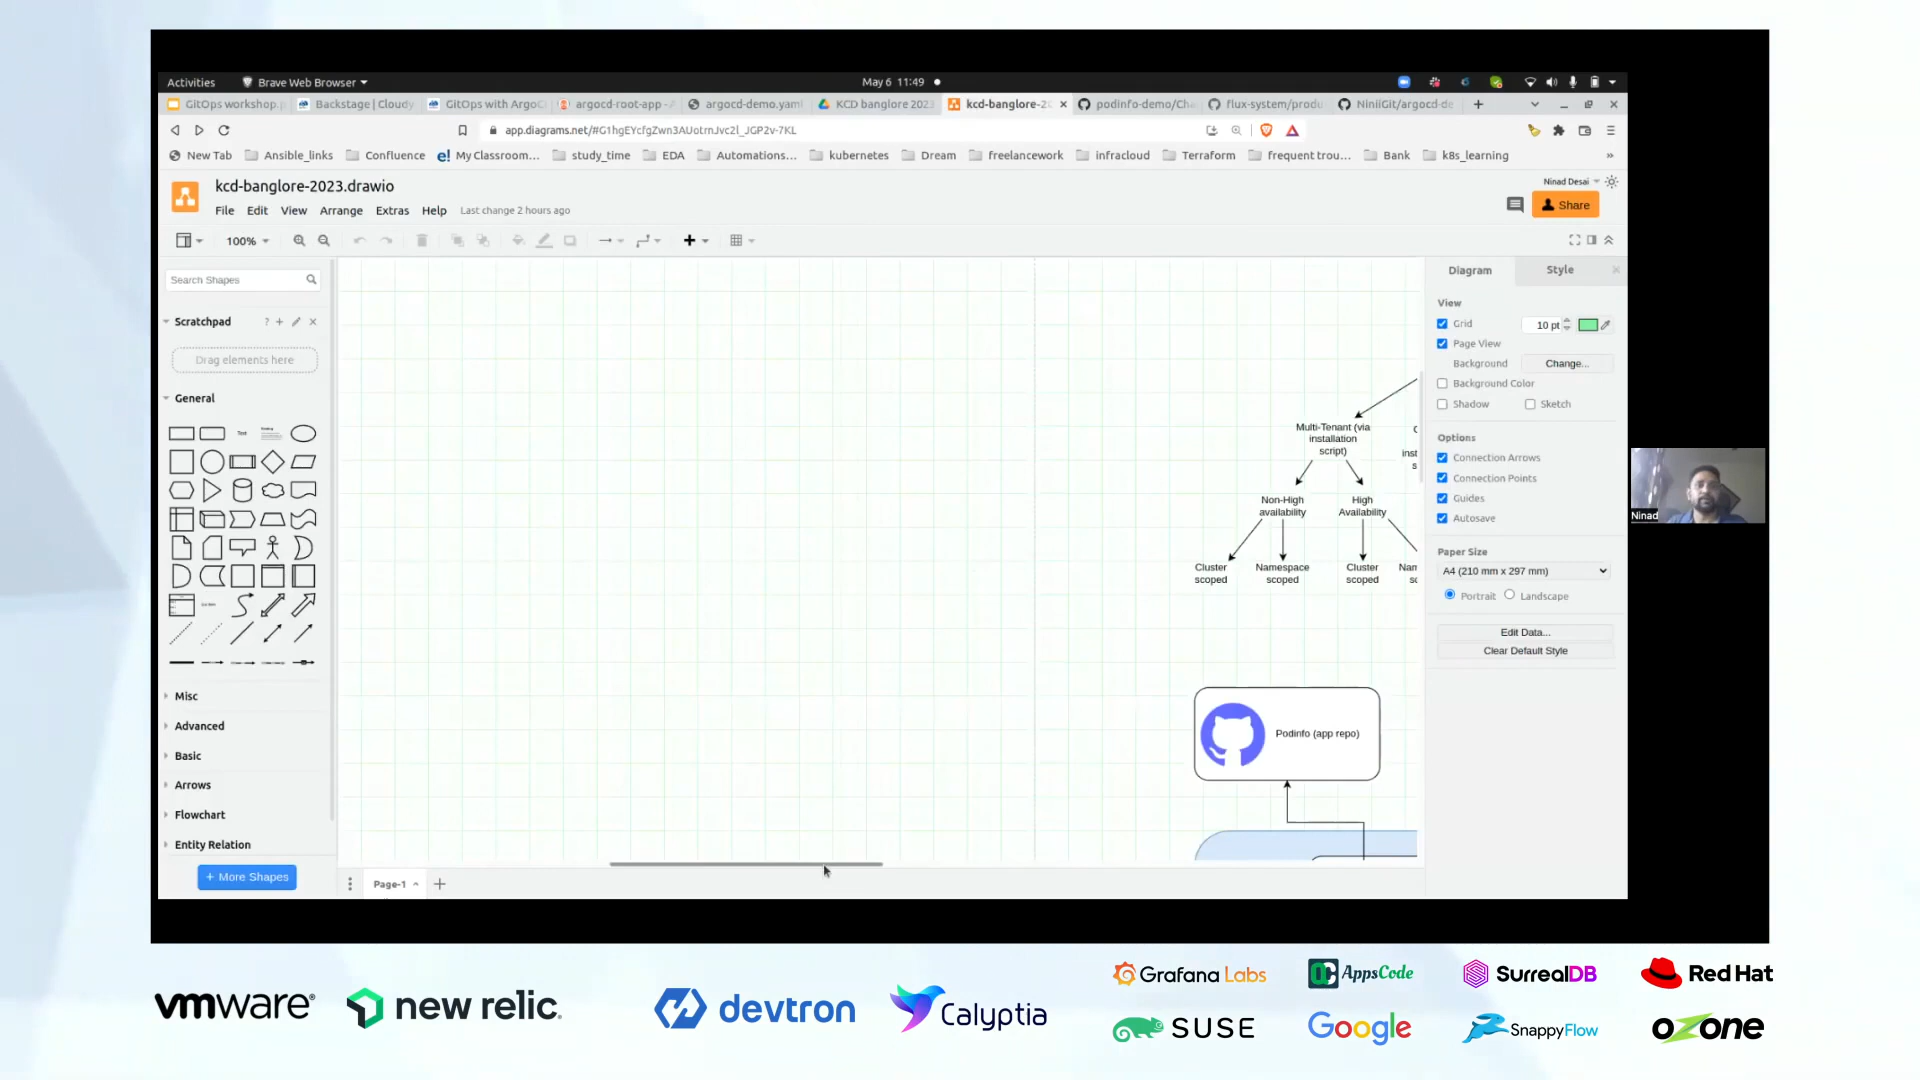 Activities
Brave Web Browser
May 6 11:49
GitOps workshop.p
Backstage | Cloudy
GitOps with ArgoC
argocd-root-app - A
argocd-demo.yaml
KCD banglore 2023
kcd-banglore-20
podinfo-demo/Cha
flux-system/produ
NiniiGit/argocd-de
app.diagrams.net/#G1hgEYcfgZwn3AUotrnJvc2l_JGP2v-7KL
New Tab
Ansible_links
Confluence
My Classroom...
study_time
EDA
Automations...
kubernetes
Dream
freelancework
infracloud
Terraform
frequent trou...
Bank
k8s_learning
kcd-banglore-2023.drawio
Ninad Desai
File Edit View Arrange Extras Help Last change 2 hours ago
Share
100%
Search Shapes
Scratchpad
Drag elements here
General
Text
Heading
Misc
Advanced
Basic
Arrows
Flowchart
Entity Relation
+ More Shapes
Page-1
Multi-Tenant (via
installation
script)
Non-High
availability
High
Availability
Cluster
scoped
Namespace
scoped
Cluster
scoped
Podinfo (app repo)
Diagram
Style
View
Grid
10 pt
Page View
Background
Change...
Background Color
Shadow
Sketch
Options
Connection Arrows
Connection Points
Guides
Autosave
Paper Size
A4 (210 mm x 297 mm)
Portrait
Landscape
Edit Data...
Clear Default Style
Ninad
vmware
new relic.
devtron
Calyptia
Grafana Labs
AppsCode
SurrealDB
Red Hat
SUSE
Google
SnappyFlow
ozone